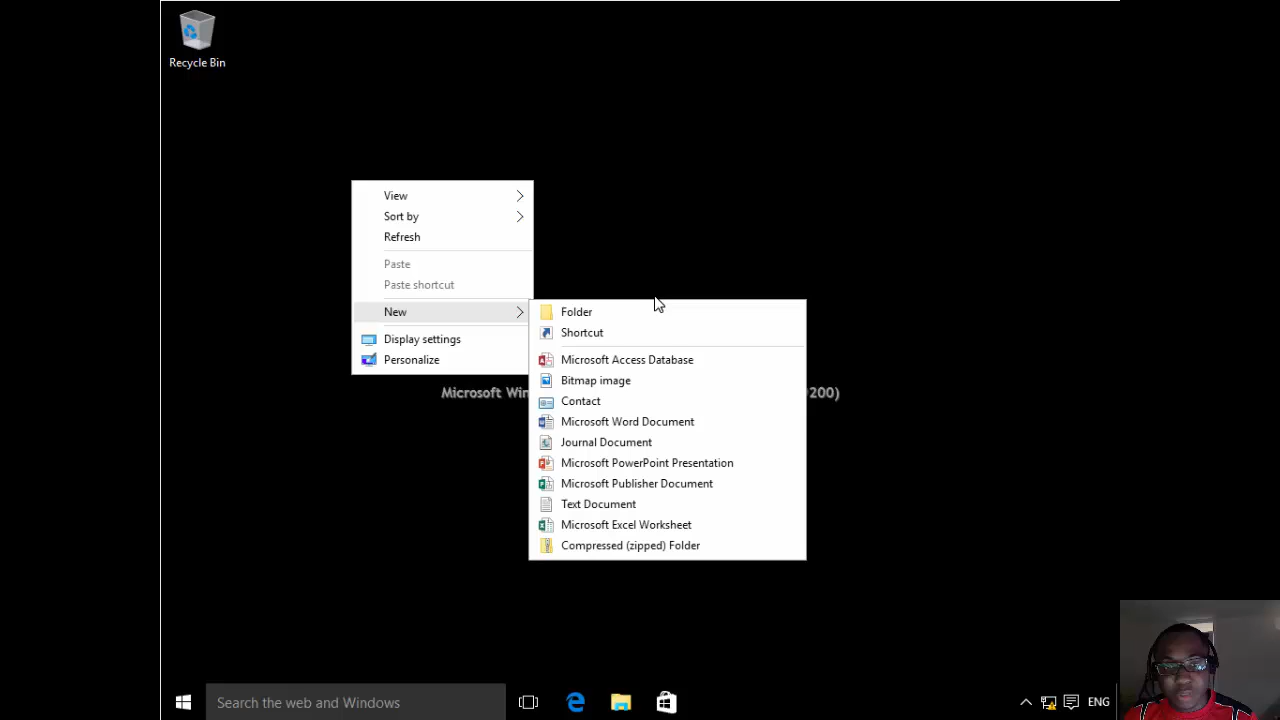 Recycle Bin
View
Sort by
Refresh
Paste
Paste shortcut
New
Display settings
Personalize
Folder
Shortcut
Microsoft Access Database
Bitmap image
Contact
Microsoft Word Document
Journal Document
Microsoft PowerPoint Presentation
Microsoft Publisher Document
Text Document
Microsoft Excel Worksheet
Compressed (zipped) Folder
Microsoft Win 200)
Search the web and Windows
ENG